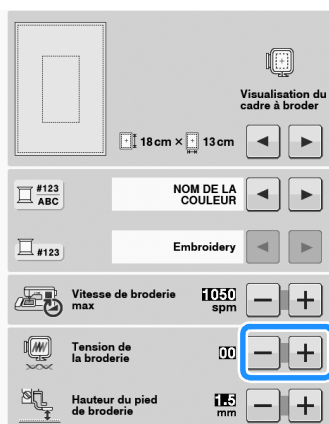 Visualisation du
cadre à broder
18 cm × 13 cm
#123
ABC
NOM DE LA
COULEUR
#123
Embroidery
Vitesse de broderie
max
1050
spm
Tension de
la broderie
00
Hauteur du pied
de broderie
1.5
mm